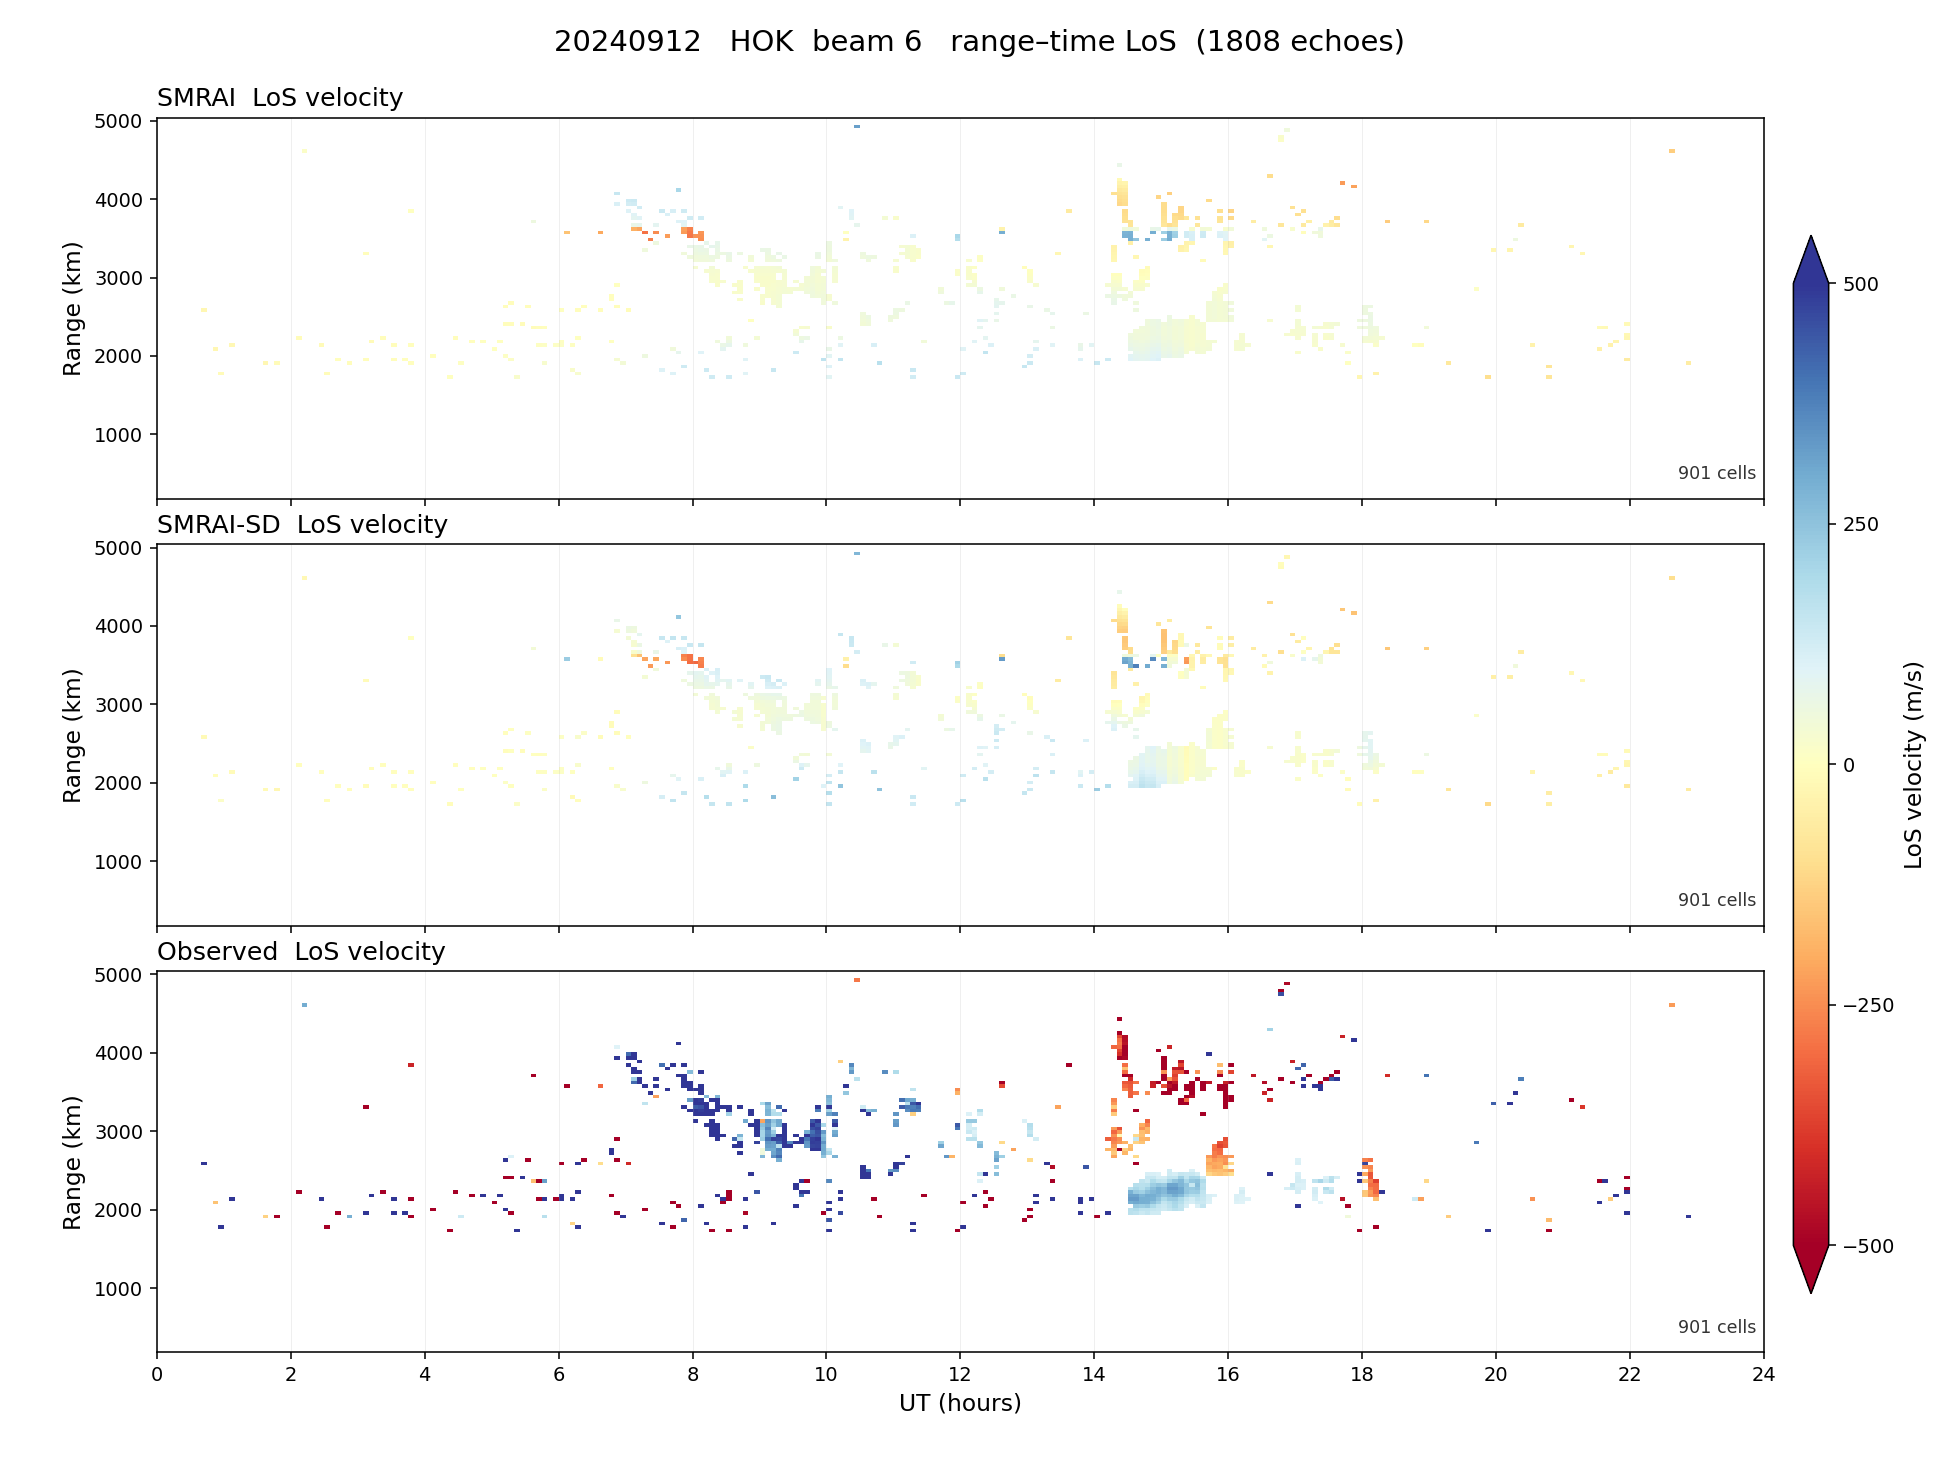 20240912   HOK  beam 6   range–time LoS  (1808 echoes)
SMRAI  LoS velocity
5000
4000
3000
2000
1000
Range (km)
901 cells
SMRAI-SD  LoS velocity
5000
4000
3000
2000
1000
Range (km)
901 cells
Observed  LoS velocity
5000
4000
3000
2000
1000
Range (km)
901 cells
0 2 4 6 8 10 12 14 16 18 20 22 24
UT (hours)
500
250
0
−250
−500
LoS velocity (m/s)